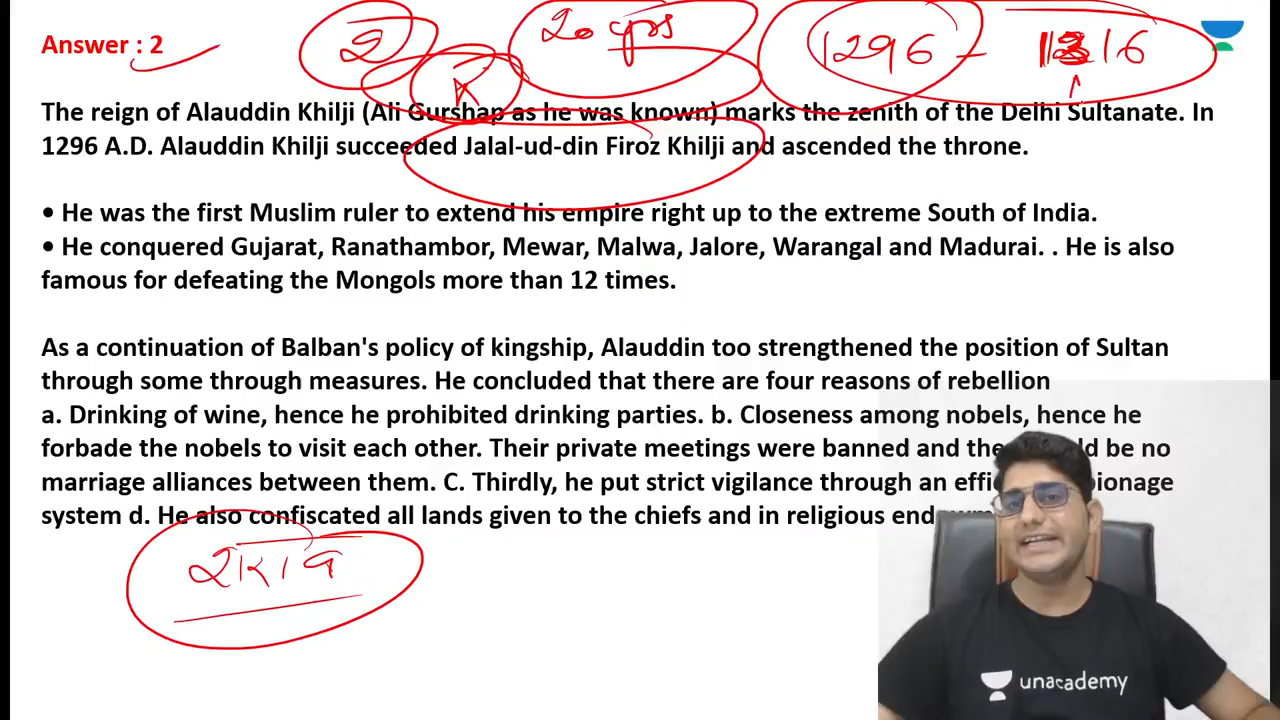 Answer : 2
2 20 yrs 1296 - 1316
The reign of Alauddin Khilji (Ali Gurshap as he was known) marks the zenith of the Delhi Sultanate. In
1296 A.D. Alauddin Khilji succeeded Jalal-ud-din Firoz Khilji and ascended the throne.
• He was the first Muslim ruler to extend his empire right up to the extreme South of India.
• He conquered Gujarat, Ranathambor, Mewar, Malwa, Jalore, Warangal and Madurai. . He is also
famous for defeating the Mongols more than 12 times.
As a continuation of Balban's policy of kingship, Alauddin too strengthened the position of Sultan
through some through measures. He concluded that there are four reasons of rebellion
a. Drinking of wine, hence he prohibited drinking parties. b. Closeness among nobels, hence he
forbade the nobels to visit each other. Their private meetings were banned and be no
marriage alliances between them. C. Thirdly, he put strict vigilance through an
system d. He also confiscated all lands given to the chiefs and in religious
शराब
unacademy